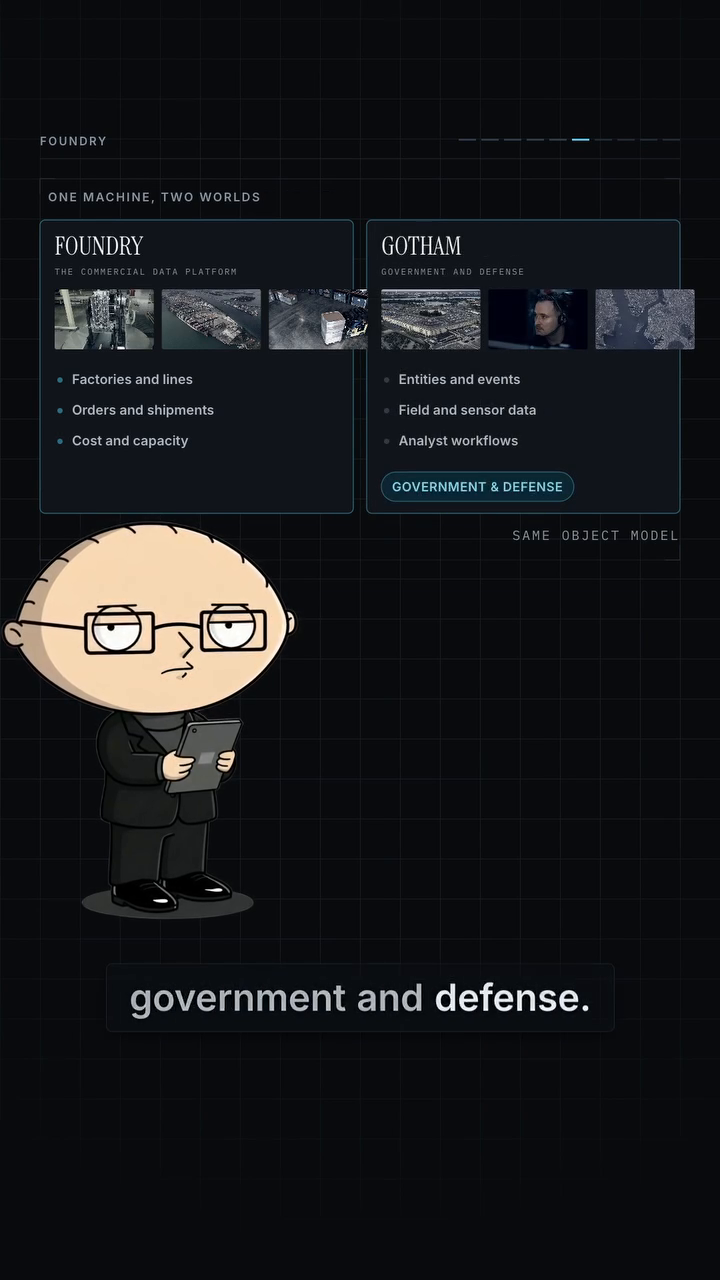 FOUNDRY
ONE MACHINE, TWO WORLDS
FOUNDRY
THE COMMERCIAL DATA PLATFORM
Factories and lines
Orders and shipments
Cost and capacity
GOTHAM
GOVERNMENT AND DEFENSE
Entities and events
Field and sensor data
Analyst workflows
GOVERNMENT & DEFENSE
SAME OBJECT MODEL
government and defense.